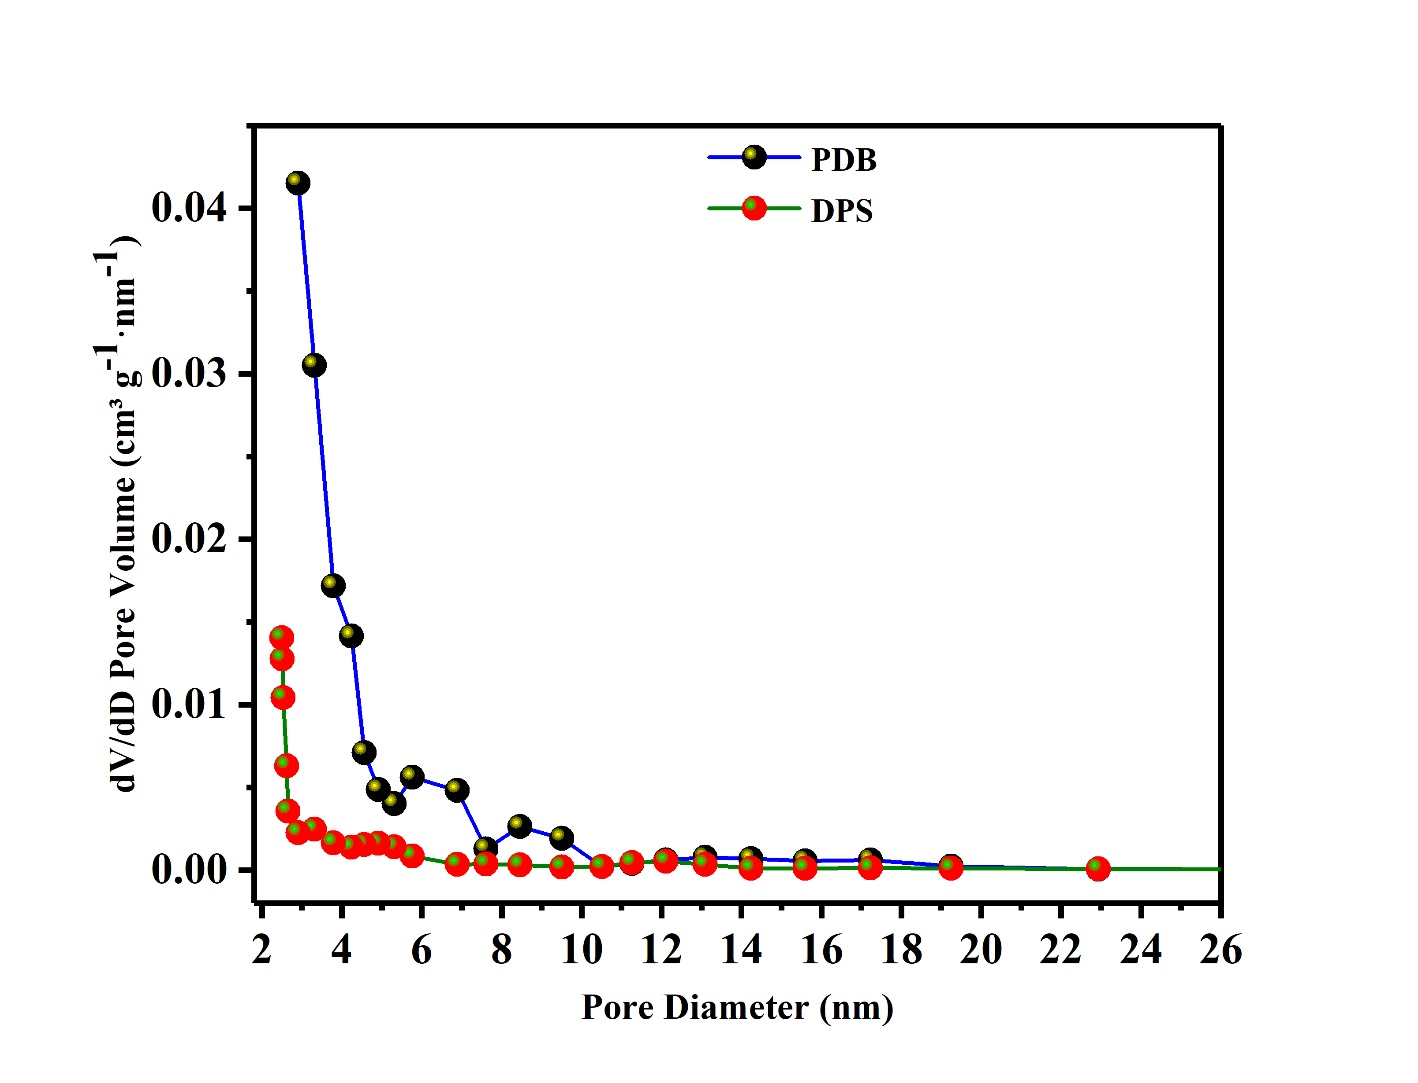 PDB
DPS
0.04
0.03
0.02
0.01
0.00
dV/dD Pore Volume (cm³ g-1·nm-1)
2 4 6 8 10 12 14 16 18 20 22 24 26
Pore Diameter (nm)